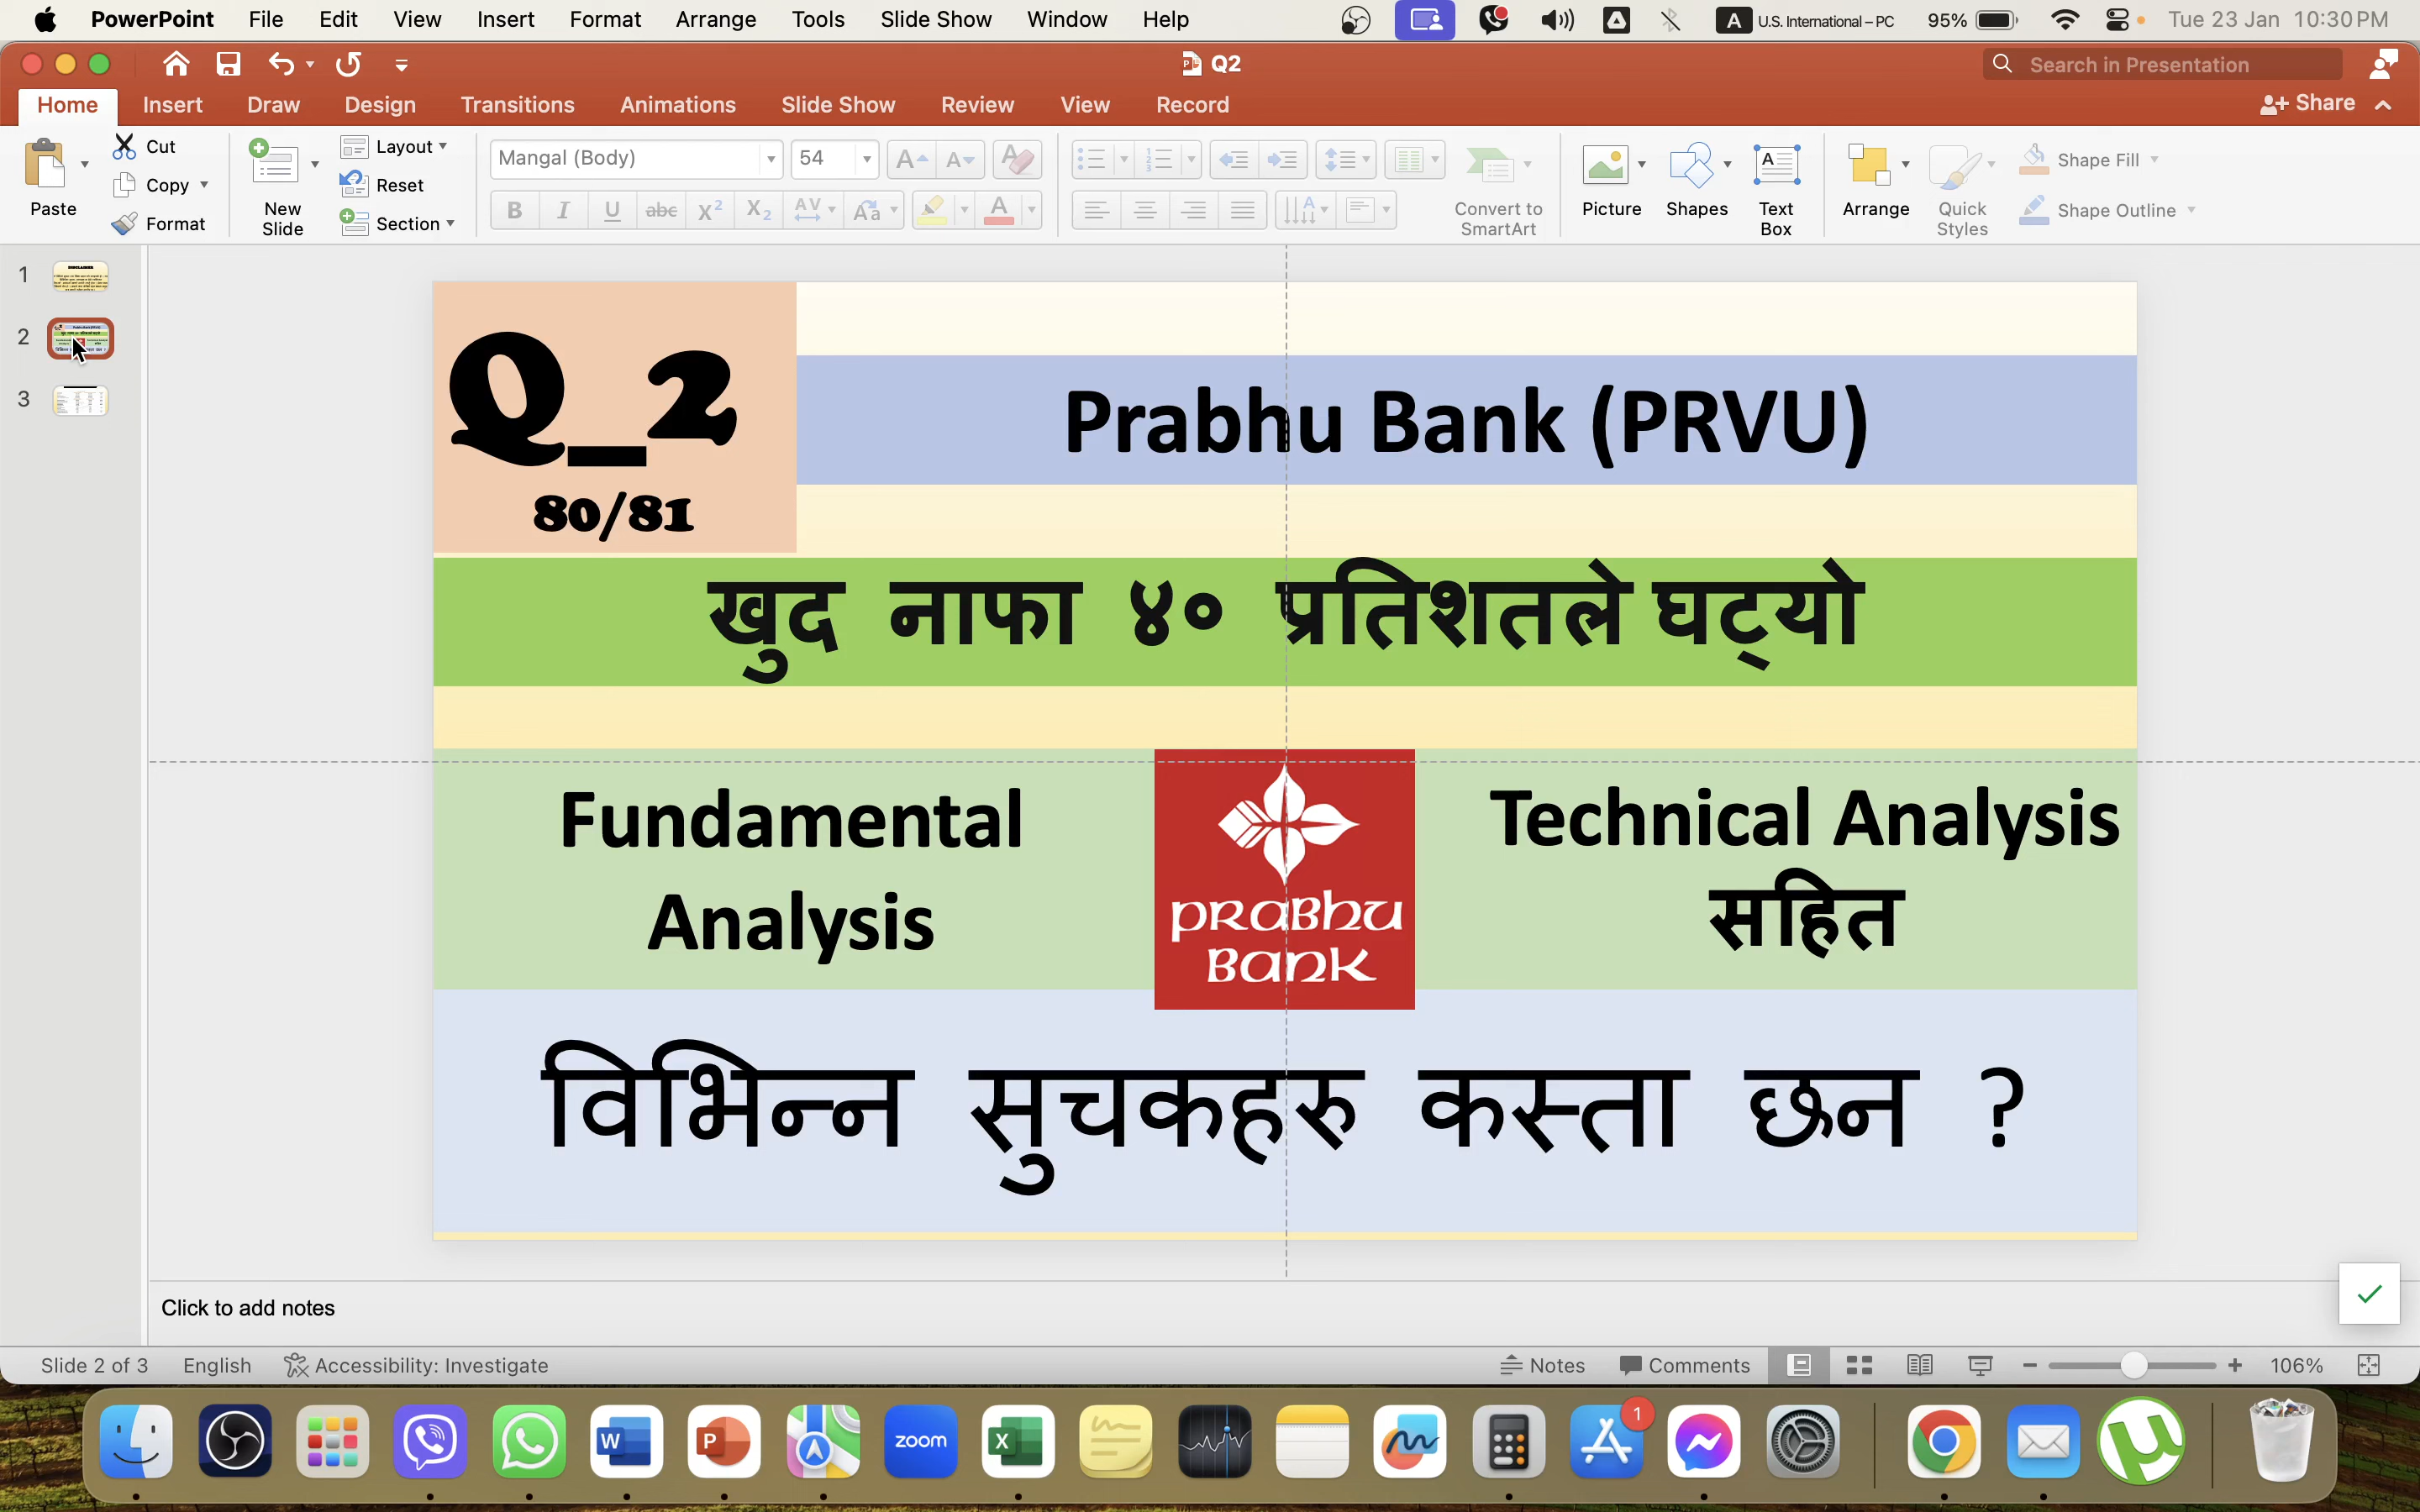 PowerPoint File Edit View Insert Format Arrange Tools Slide Show Window Help A U.S. International – PC 95% Tue 23 Jan 10:30 PM
Q2
Search in Presentation
Home Insert Draw Design Transitions Animations Slide Show Review View Record Share
Paste
Cut
Copy
Format
New Slide
Layout
Reset
Section
Mangal (Body) 54
Convert to SmartArt
Picture
Shapes
Text Box
Arrange
Quick Styles
Shape Fill
Shape Outline
1
2
3
Q_2
80/81
Prabhu Bank (PRVU)
खुद नाफा ४० प्रतिशतले घट्यो
Fundamental
Analysis
PRABHU
BANK
Technical Analysis
सहित
विभिन्न सुचकहरु कस्ता छन ?
Click to add notes
Slide 2 of 3 English Accessibility: Investigate Notes Comments 106%
zoom
1